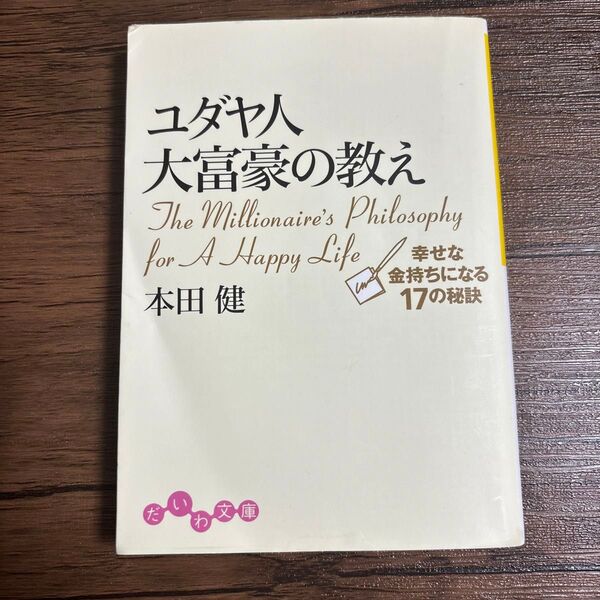 ユダヤ人
大富豪の教え
The Millionaire's Philosophy
for A Happy Life
幸せな
金持ちになる
17の秘訣
本田 健
だいわ文庫